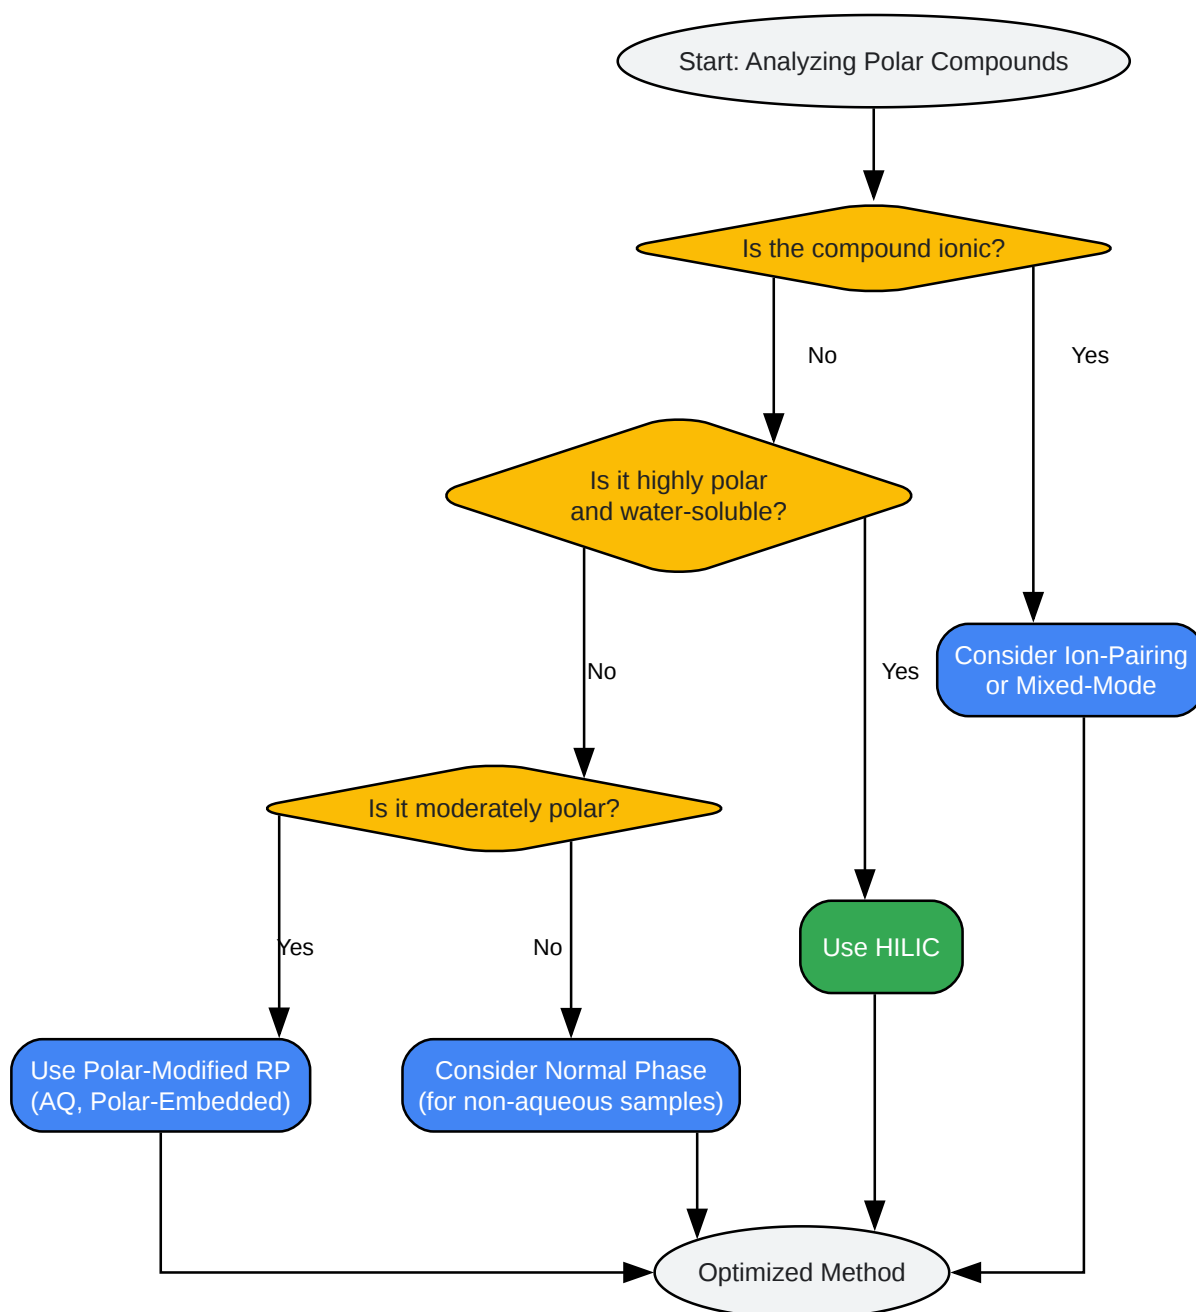 Start: Analyzing Polar Compounds
Is the compound ionic?
No
Yes
Is it highly polar
and water-soluble?
No
Yes
Consider Ion-Pairing
or Mixed-Mode
Is it moderately polar?
Yes
No
Use HILIC
Use Polar-Modified RP
(AQ, Polar-Embedded)
Consider Normal Phase
(for non-aqueous samples)
Optimized Method